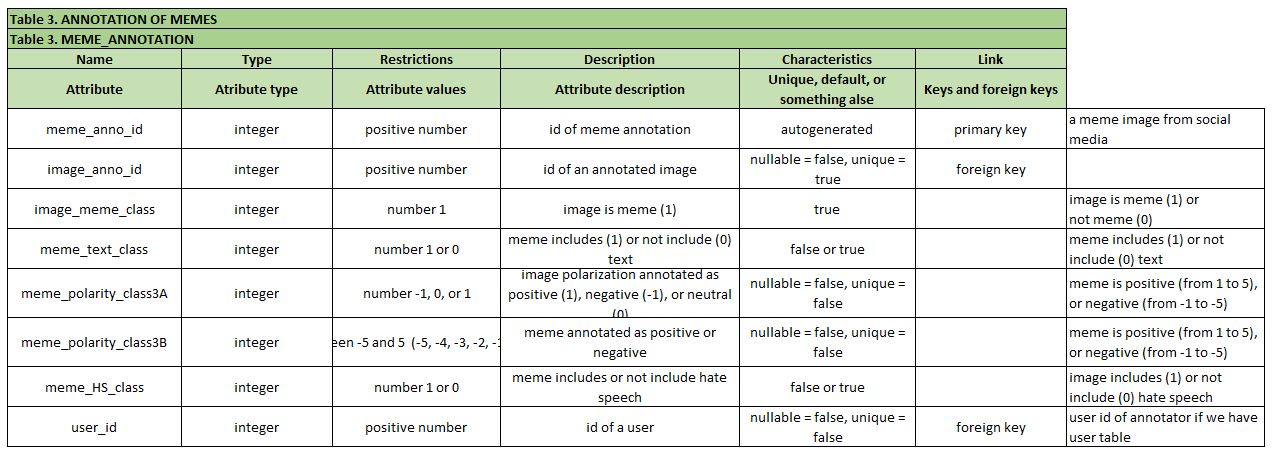 Table 3. ANNOTATION OF MEMES
Table 3. MEME_ANNOTATION
Name Type Restrictions Description Characteristics Link
Attribute Atribute type Attribute values Attribute description Unique, default, or
something alse Keys and foreign keys
meme_anno_id integer positive number id of meme annotation autogenerated primary key a meme image from social
media
image_anno_id integer positive number id of an annotated image nullable = false, unique =
true foreign key
image_meme_class integer number 1 image is meme (1) true image is meme (1) or
not meme (0)
meme_text_class integer number 1 or 0 meme includes (1) or not include (0)
text false or true meme includes (1) or not
include (0) text
meme_polarity_class3A integer number -1, 0, or 1 image polarization annotated as
positive (1), negative (-1), or neutral
(0) nullable = false, unique =
false meme is positive (from 1 to 5),
or negative (from -1 to -5)
meme_polarity_class3B integer een -5 and 5 (-5, -4, -3, -2, -1 meme annotated as positive or
negative nullable = false, unique =
false meme is positive (from 1 to 5),
or negative (from -1 to -5)
meme_HS_class integer number 1 or 0 meme includes or not include hate
speech false or true image includes (1) or not
include (0) hate speech
user_id integer positive number id of a user nullable = false, unique =
false foreign key user id of annotator if we have
user table